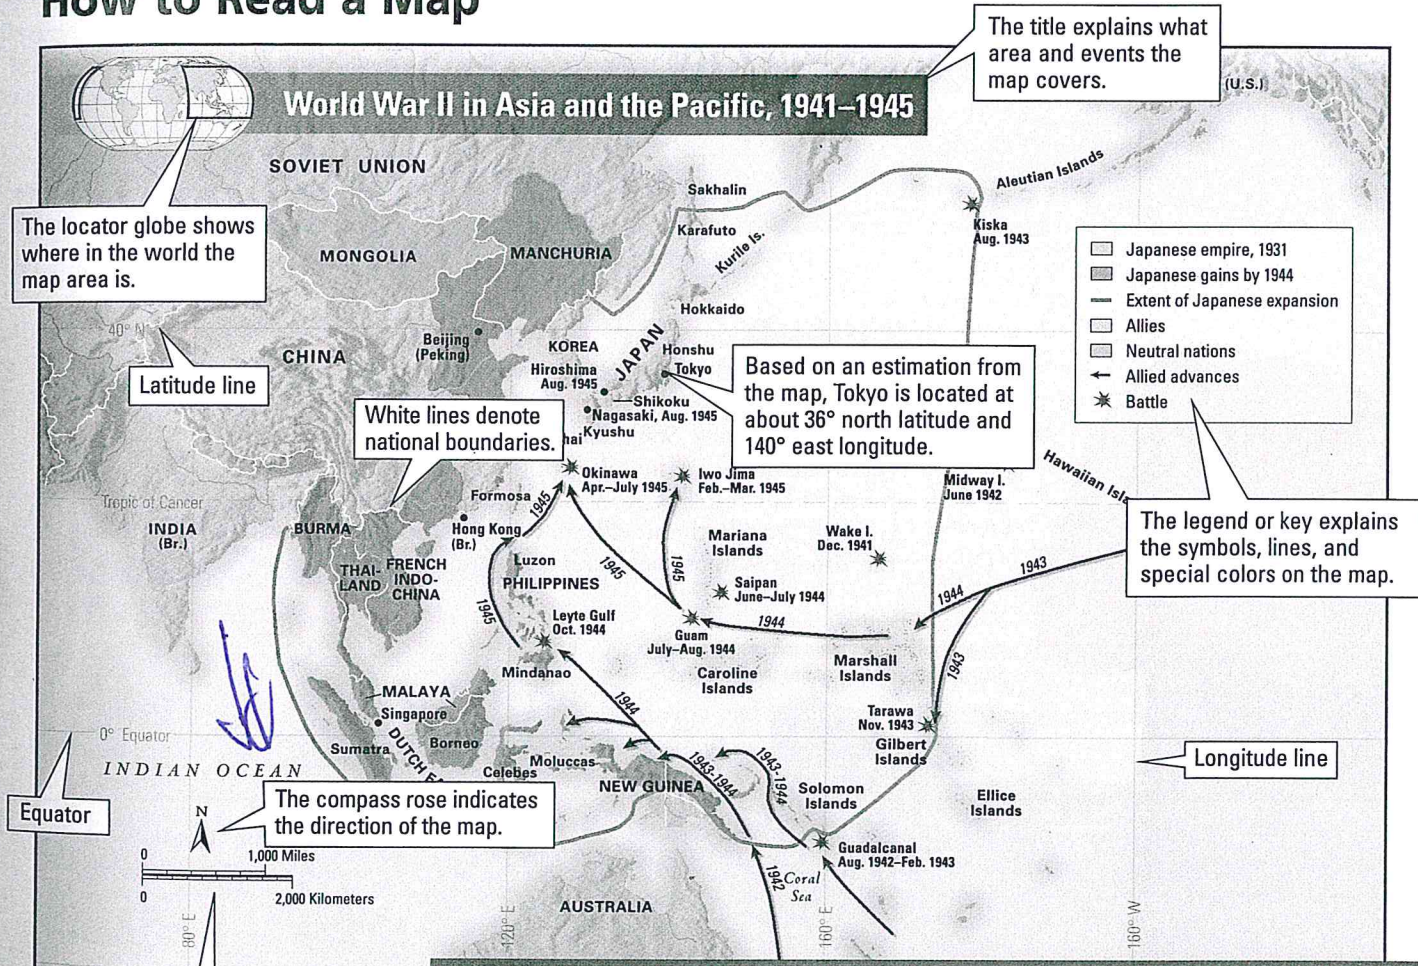 How to Read a Map
The title explains what
area and events the
map covers.
(U.S.)
World War II in Asia and the Pacific, 1941–1945
SOVIET UNION
Aleutian Islands
Sakhalin
The locator globe shows
where in the world the
map area is.
Karafuto
Kiska
Aug. 1943
Kurile Is.
MONGOLIA
MANCHURIA
Japanese empire, 1931
Japanese gains by 1944
Extent of Japanese expansion
Allies
Neutral nations
Allied advances
Battle
Hokkaido
40° N
Latitude line
CHINA
Beijing
(Peking)
KOREA
JAPAN
Honshu
Tokyo
Hiroshima
Aug. 1945
Shikoku
Nagasaki, Aug. 1945
Kyushu
Based on an estimation from
the map, Tokyo is located at
about 36° north latitude and
140° east longitude.
White lines denote
national boundaries.
hai
Okinawa
Apr.–July 1945
Iwo Jima
Feb.–Mar. 1945
Midway I.
June 1942
Hawaiian Isla
Tropic of Cancer
INDIA
(Br.)
BURMA
Formosa
1945
Hong Kong
(Br.)
The legend or key explains
the symbols, lines, and
special colors on the map.
Mariana
Islands
Wake I.
Dec. 1941
THAI-
LAND
FRENCH
INDO-
CHINA
Luzon
PHILIPPINES
1945
1945
1945
Saipan
June–July 1944
1943
1944
1944
Leyte Gulf
Oct. 1944
Guam
July–Aug. 1944
Mindanao
Caroline
Islands
Marshall
Islands
1943
MALAYA
Singapore
1944
Tarawa
Nov. 1943
Gilbert
Islands
0° Equator
INDIAN OCEAN
Sumatra
DUTCH EA
Borneo
Celebes
Moluccas
NEW GUINEA
1943-1944
1943-1944
Solomon
Islands
Ellice
Islands
Longitude line
Equator
The compass rose indicates
the direction of the map.
N
0 1,000 Miles
0 2,000 Kilometers
Guadalcanal
Aug. 1942–Feb. 1943
1942
Coral
Sea
AUSTRALIA
80° E
120° E
160° E
160° W